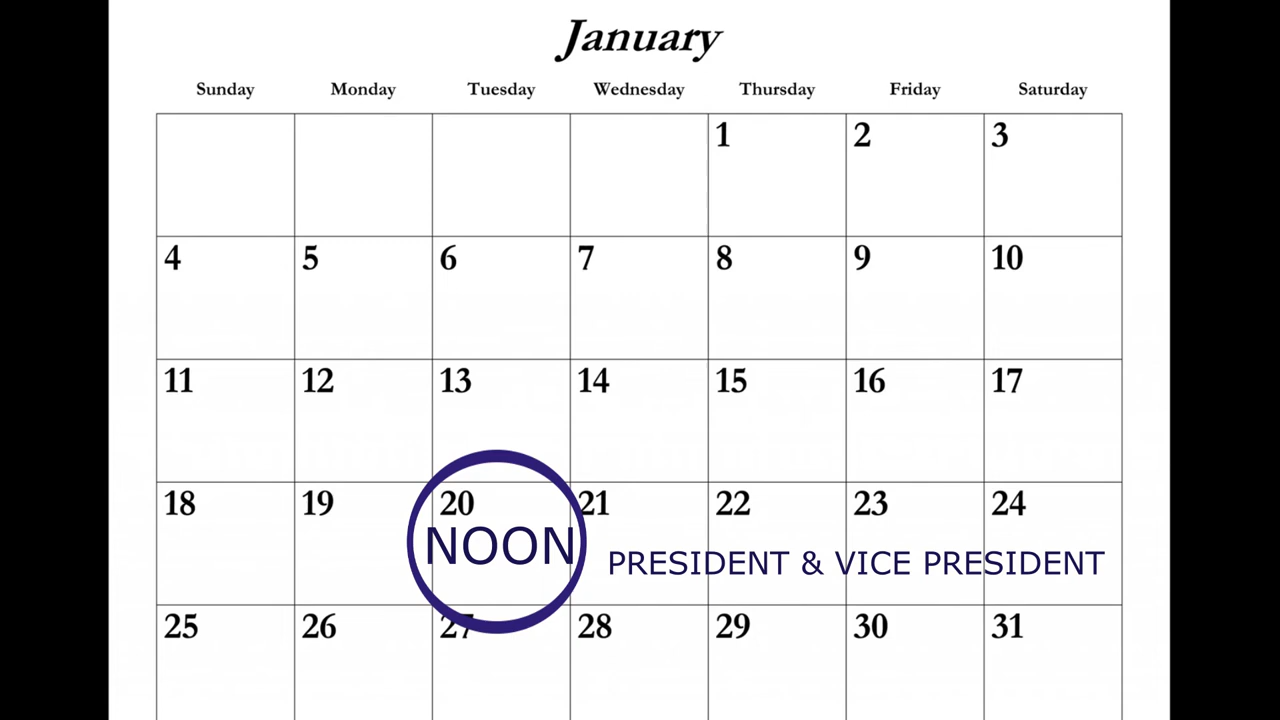 January
Sunday Monday Tuesday Wednesday Thursday Friday Saturday
1 2 3
4 5 6 7 8 9 10
11 12 13 14 15 16 17
18 19 20 21 22 23 24
NOON
PRESIDENT & VICE PRESIDENT
25 26 27 28 29 30 31